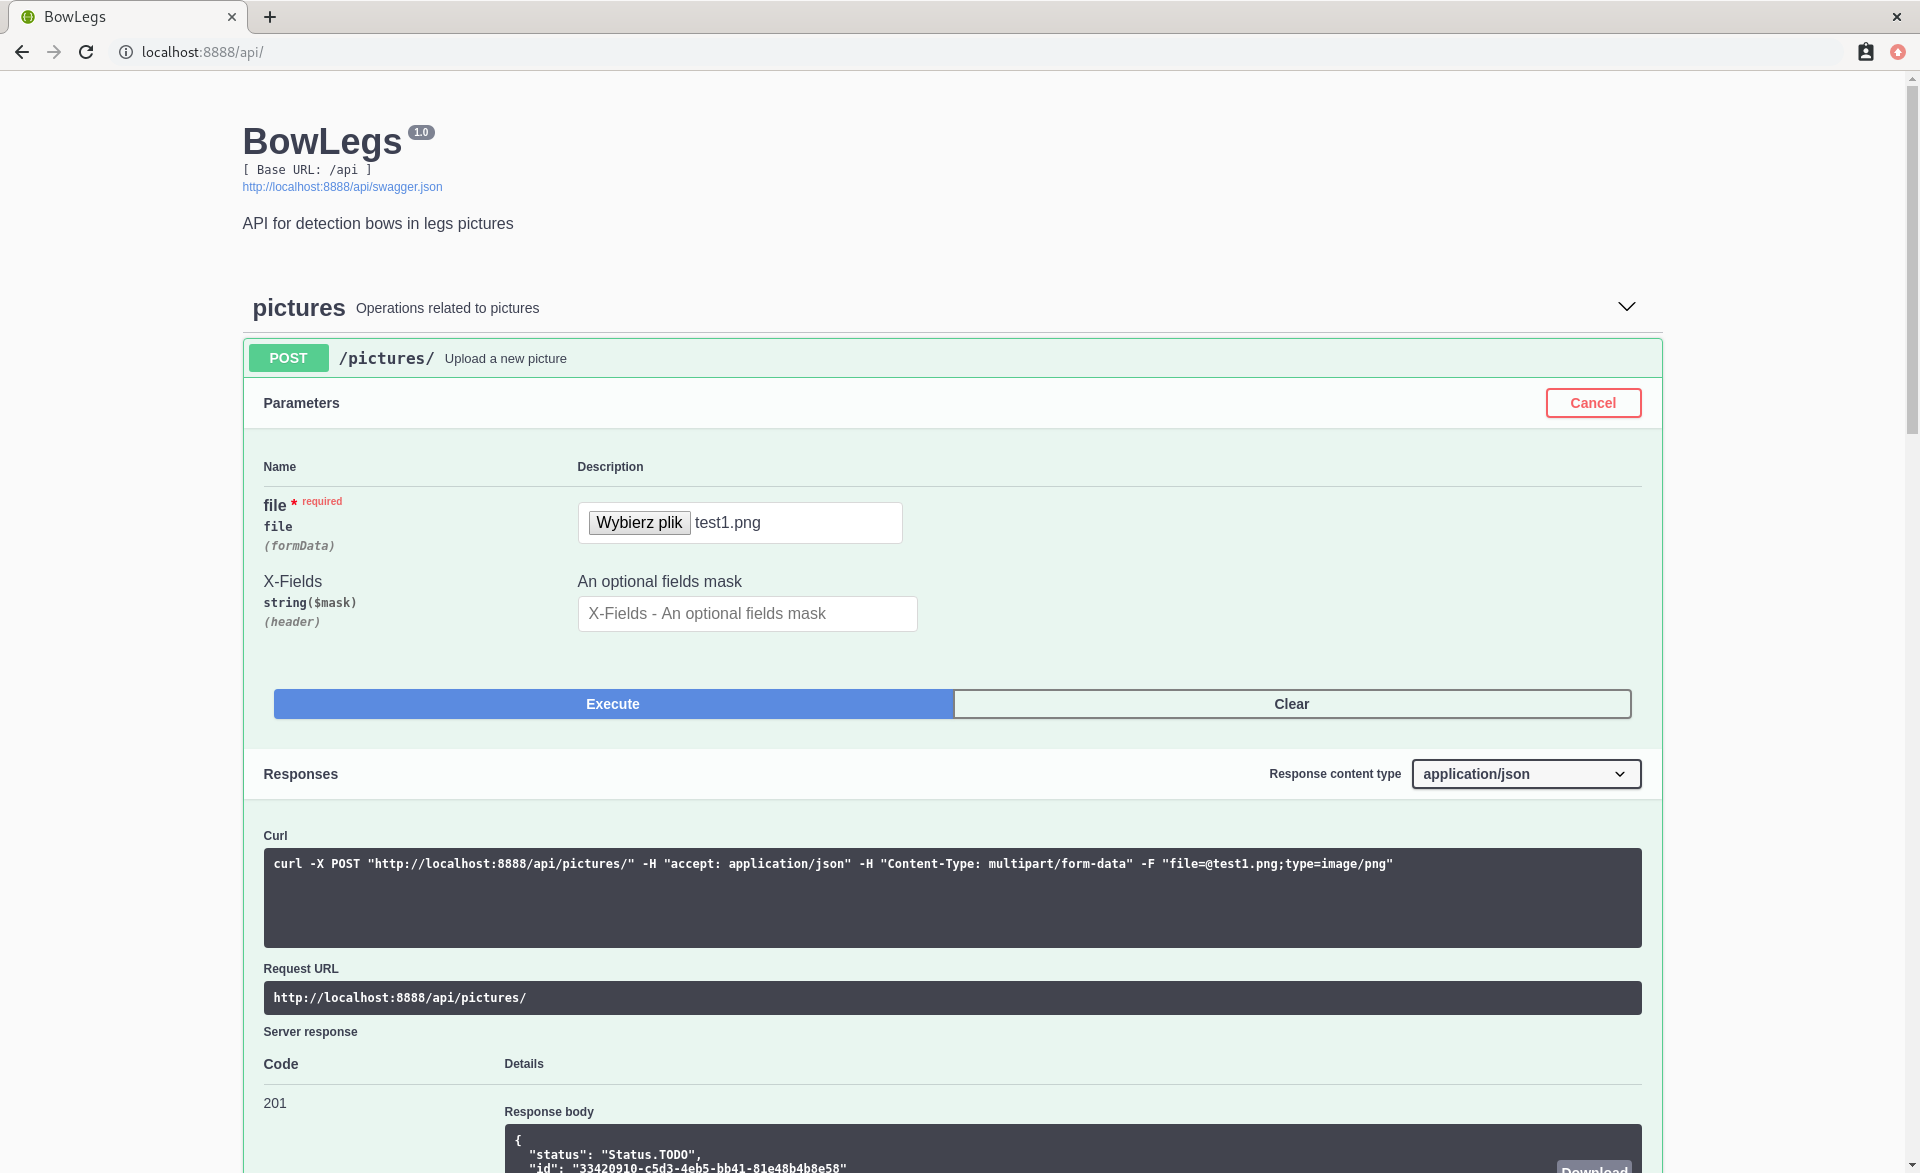 BowLegs
localhost:8888/api/
BowLegs 1.0
[ Base URL: /api ]
http://localhost:8888/api/swagger.json
API for detection bows in legs pictures
pictures Operations related to pictures
POST /pictures/ Upload a new picture
Parameters Cancel
Name Description
file * required
file
(formData)
Wybierz plik test1.png
X-Fields
string($mask)
(header)
An optional fields mask
X-Fields - An optional fields mask
Execute Clear
Responses Response content type application/json
Curl
curl -X POST "http://localhost:8888/api/pictures/" -H "accept: application/json" -H "Content-Type: multipart/form-data" -F "file=@test1.png;type=image/png"
Request URL
http://localhost:8888/api/pictures/
Server response
Code Details
201
Response body
{
"status": "Status.TODO",
"id": "33420910-c5d3-4eb5-bb41-81e48b4b8e58"
Download